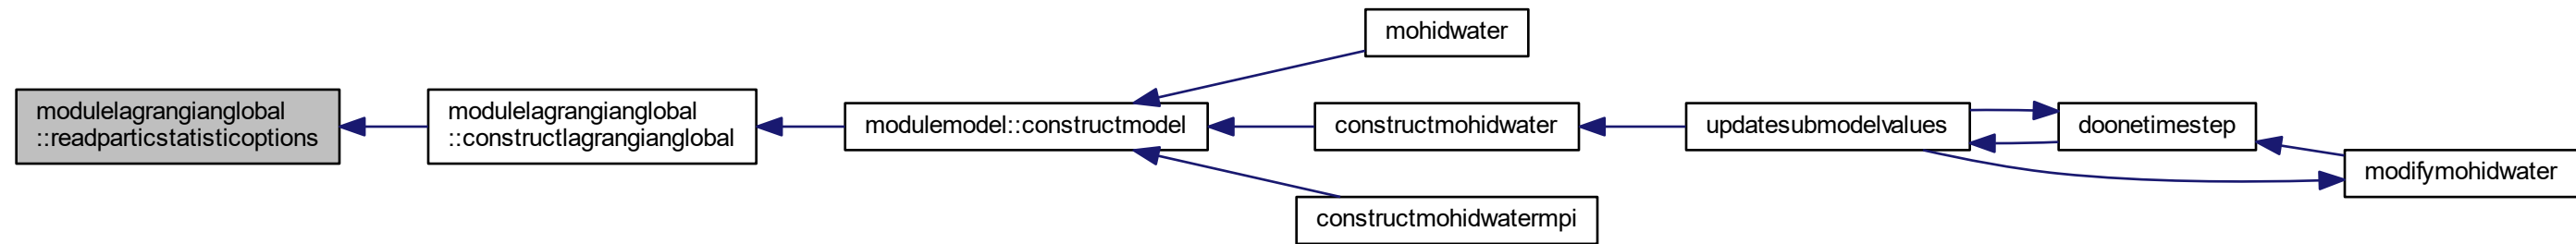 mohidwater
modulelagrangianglobal
::readparticstatisticoptions
modulelagrangianglobal
::constructlagrangianglobal
modulemodel::constructmodel
constructmohidwater
updatesubmodelvalues
doonetimestep
modifymohidwater
constructmohidwatermpi